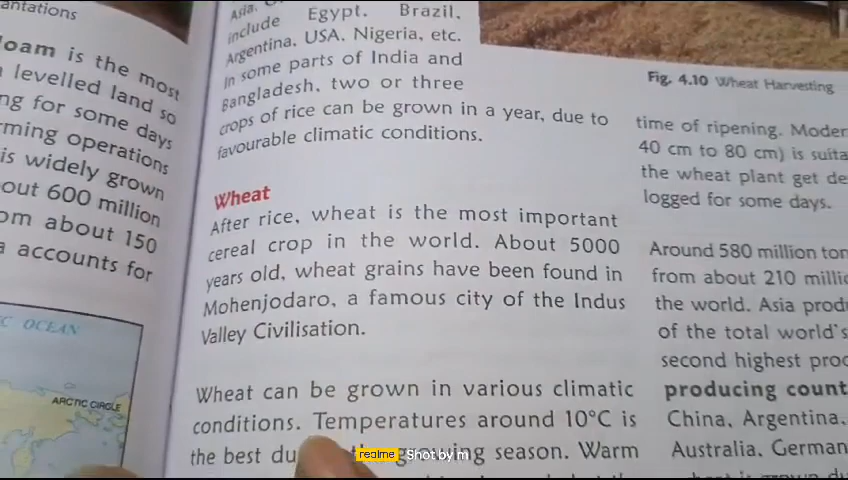 antations
loam is the most
levelled land so
ng for some days
rming operations
is widely grown
out 600 million
om about 150
a accounts for
C OCEAN
ARCTIC CIRCLE
Asia.
include Egypt. Brazil,
Argentina, USA, Nigeria, etc.
In some parts of India and
Bangladesh, two or three
crops of rice can be grown in a year, due to
favourable climatic conditions.
Wheat
After rice, wheat is the most important
cereal crop in the world. About 5000
years old, wheat grains have been found in
Mohenjodaro, a famous city of the Indus
Valley Civilisation.
Wheat can be grown in various climatic
conditions. Temperatures around 10°C is
the best du growing season. Warm
Fig. 4.10 Wheat Harvesting
time of ripening. Moder
40 cm to 80 cm) is suita
the wheat plant get de
logged for some days.
Around 580 million ton
from about 210 millio
the world. Asia prod
of the total world's
second highest proc
producing count
China, Argentina,
Australia, German
realme Shot by m